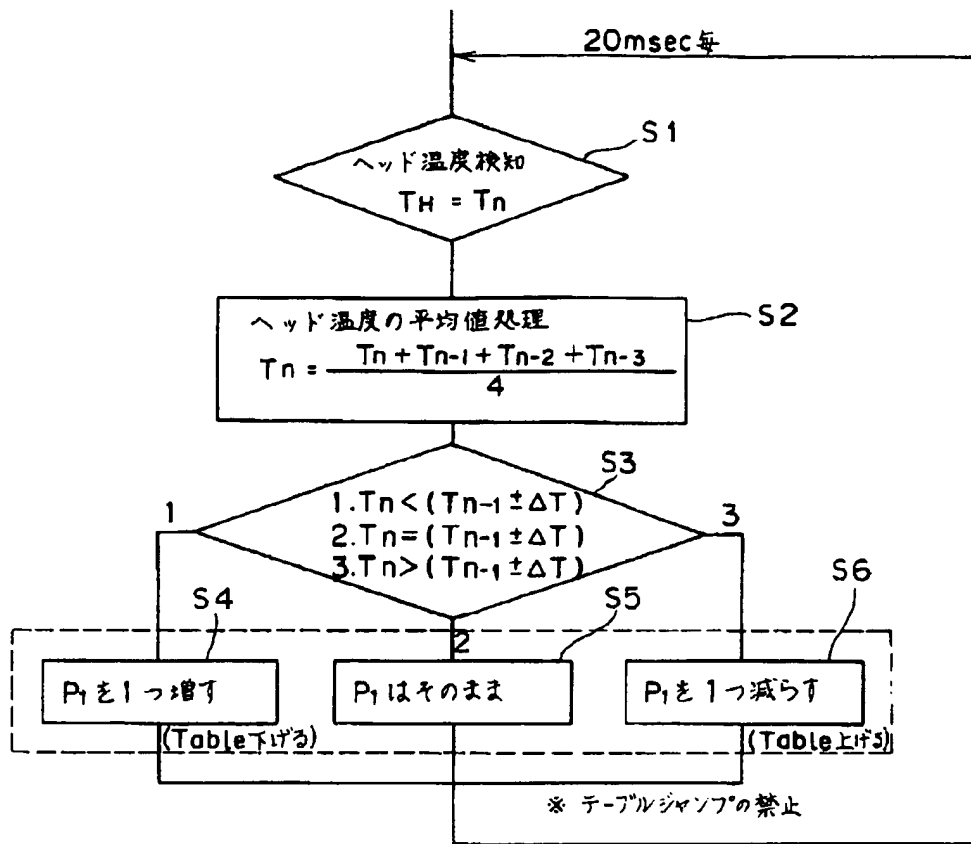 20msec毎
S1
ヘッド温度検知
TH = Tn
S2
ヘッド温度の平均値処理
Tn = (Tn + Tn-1 + Tn-2 + Tn-3) / 4
S3
1
1.Tn<(Tn-1±ΔT)
2.Tn=(Tn-1±ΔT)
3.Tn>(Tn-1±ΔT)
3
S4
2
S5
S6
P1を1つ増す
P1はそのまま
P1を1つ減らす
(Table下げる)
(Table上げる)
※ テーブルジャンプの禁止